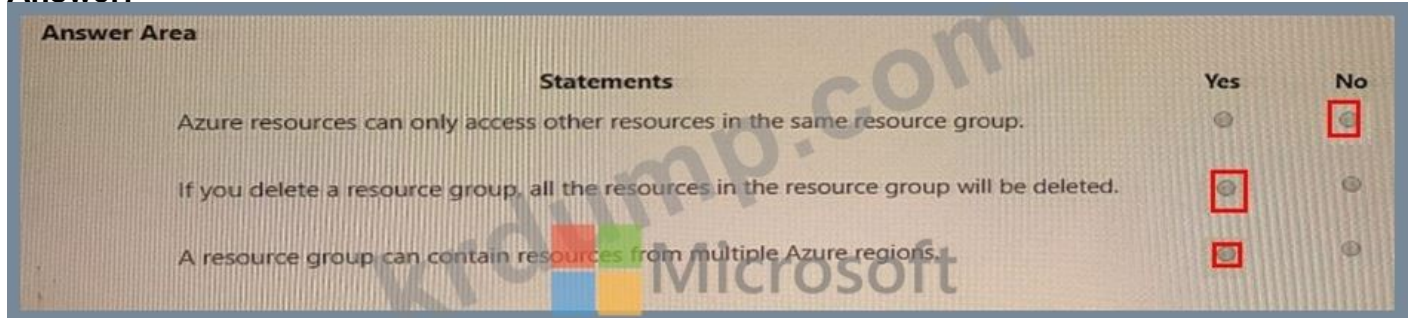 Answer Area
Statements Yes No
Azure resources can only access other resources in the same resource group.
If you delete a resource group, all the resources in the resource group will be deleted.
A resource group can contain resources from multiple Azure regions.
krdump.com
Microsoft